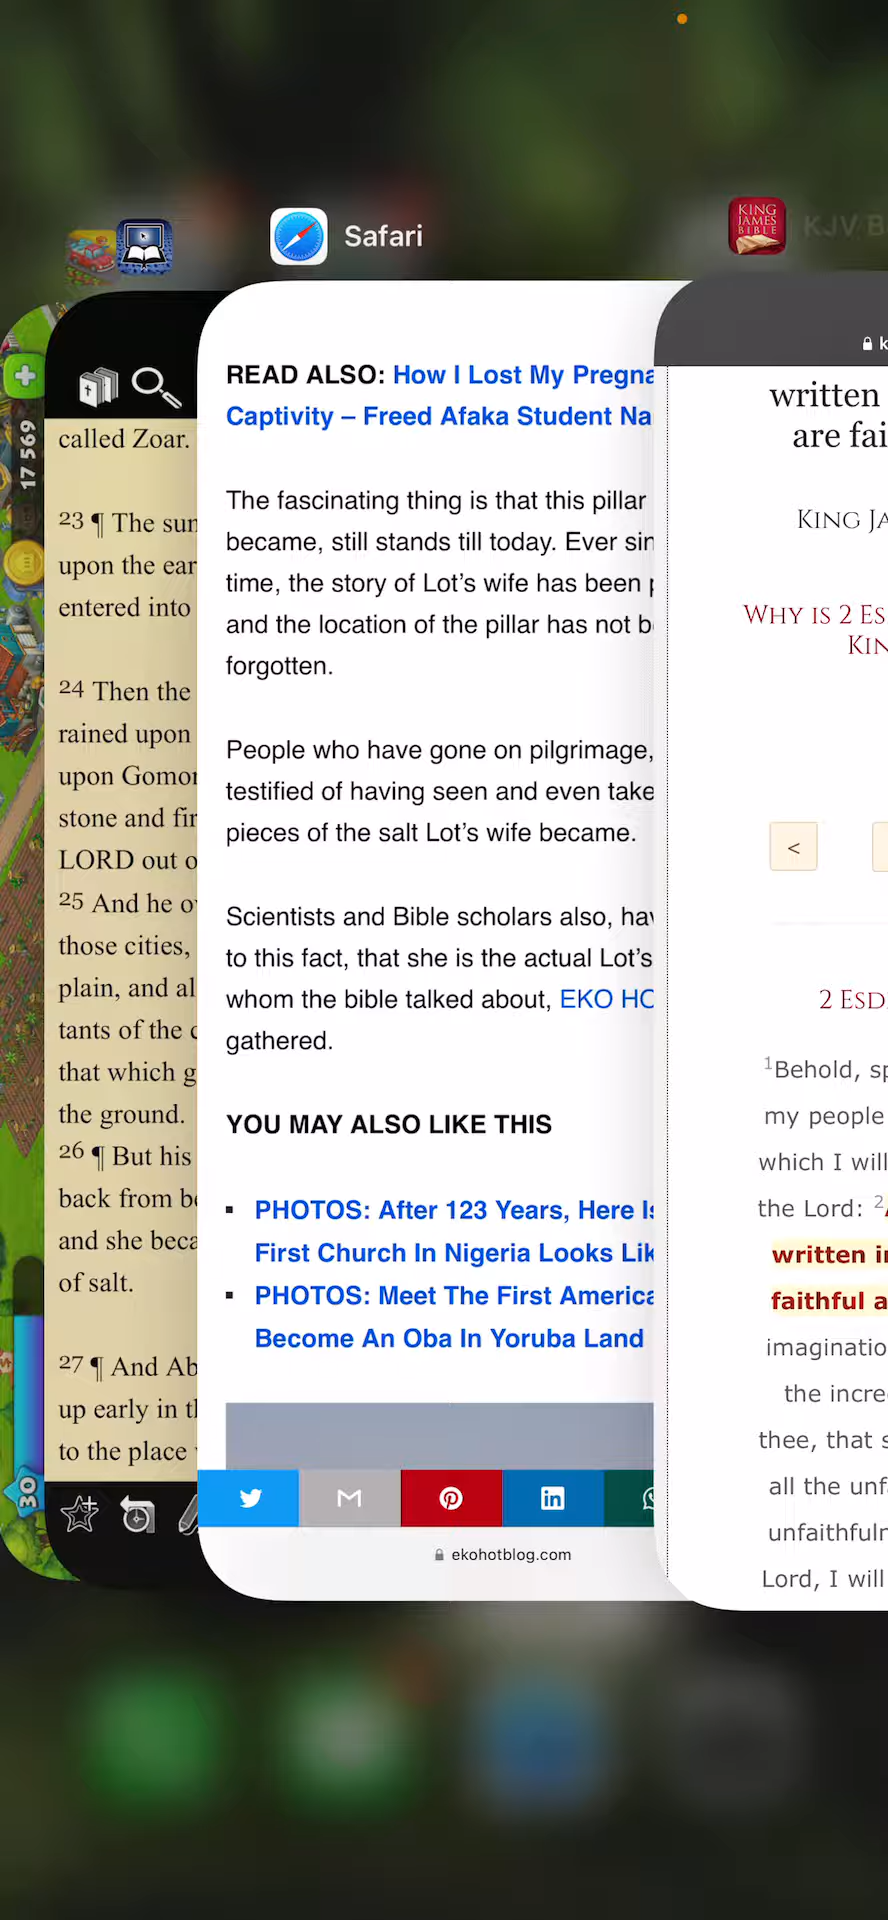 Safari
KING
JAMES
BIBLE
KJV B
17 569
30
called Zoar.
23 ¶ The sun
upon the ear
entered into
24 Then the
rained upon
upon Gomor
stone and fir
LORD out o
25 And he ov
those cities,
plain, and al
tants of the c
that which g
the ground.
26 ¶ But his
back from be
and she beca
of salt.
27 ¶ And Ab
up early in th
to the place
READ ALSO: How I Lost My Pregna
Captivity – Freed Afaka Student Na
The fascinating thing is that this pillar
became, still stands till today. Ever sin
time, the story of Lot's wife has been p
and the location of the pillar has not be
forgotten.
People who have gone on pilgrimage,
testified of having seen and even take
pieces of the salt Lot's wife became.
Scientists and Bible scholars also, hav
to this fact, that she is the actual Lot's
whom the bible talked about, EKO HO
gathered.
YOU MAY ALSO LIKE THIS
▪ PHOTOS: After 123 Years, Here Is
First Church In Nigeria Looks Lik
▪ PHOTOS: Meet The First America
Become An Oba In Yoruba Land
ekohotblog.com
k
written
are fai
KING JA
WHY IS 2 ES
KIN
<
2 ESD
1Behold, sp
my people
which I will
the Lord: 2
written in
faithful a
imaginatio
the incre
thee, that s
all the unf
unfaithfuln
Lord, I will